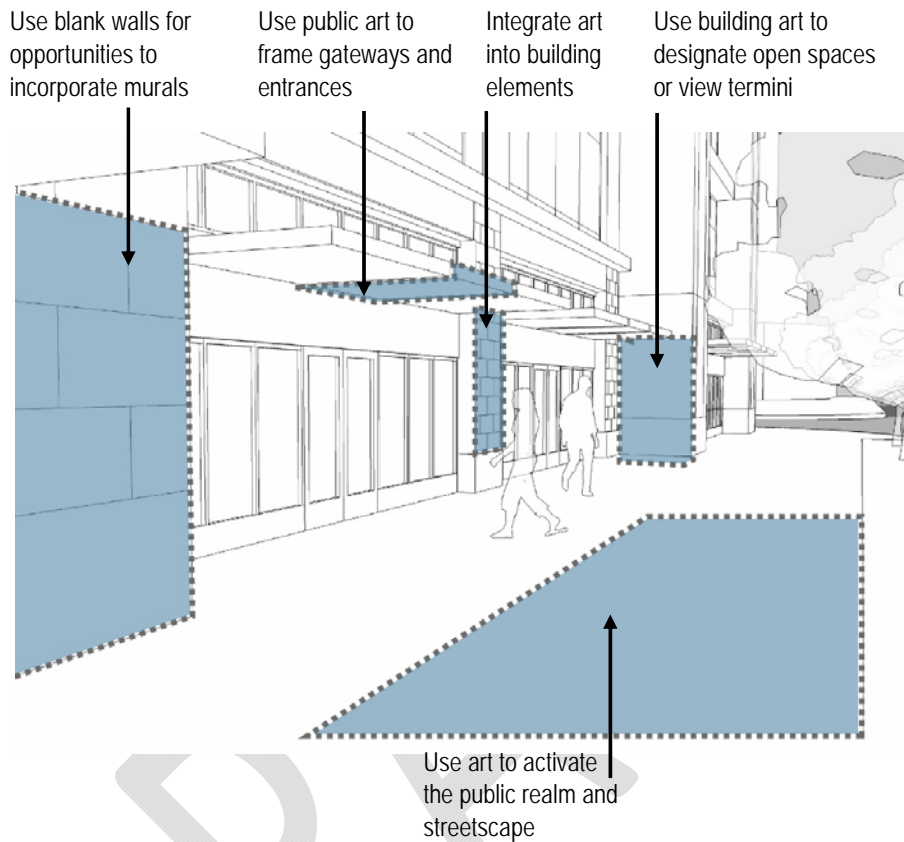 Use blank walls for
opportunities to
incorporate murals
Use public art to
frame gateways and
entrances
Integrate art
into building
elements
Use building art to
designate open spaces
or view termini
Use art to activate
the public realm and
streetscape